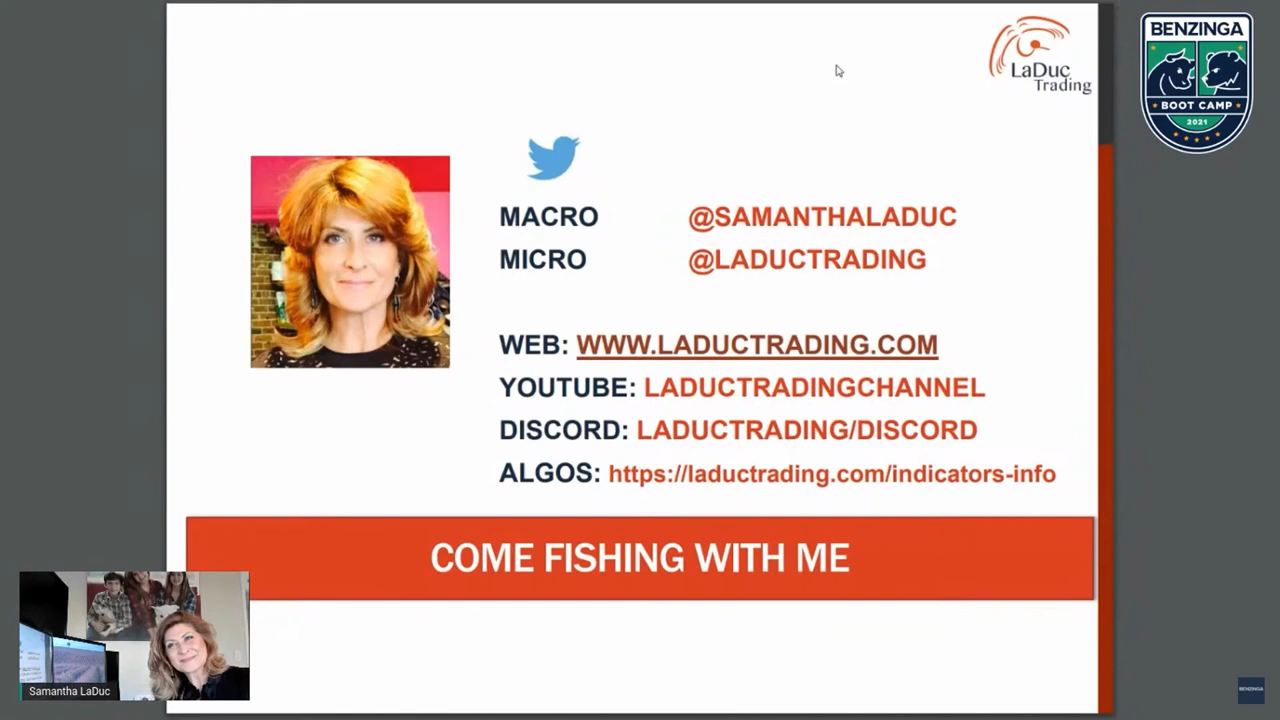 LaDuc
Trading
BENZINGA
BOOT CAMP
2021
MACRO @SAMANTHALADUC
MICRO @LADUCTRADING
WEB: WWW.LADUCTRADING.COM
YOUTUBE: LADUCTRADINGCHANNEL
DISCORD: LADUCTRADING/DISCORD
ALGOS: https://laductrading.com/indicators-info
COME FISHING WITH ME
Samantha LaDuc
BENZINGA